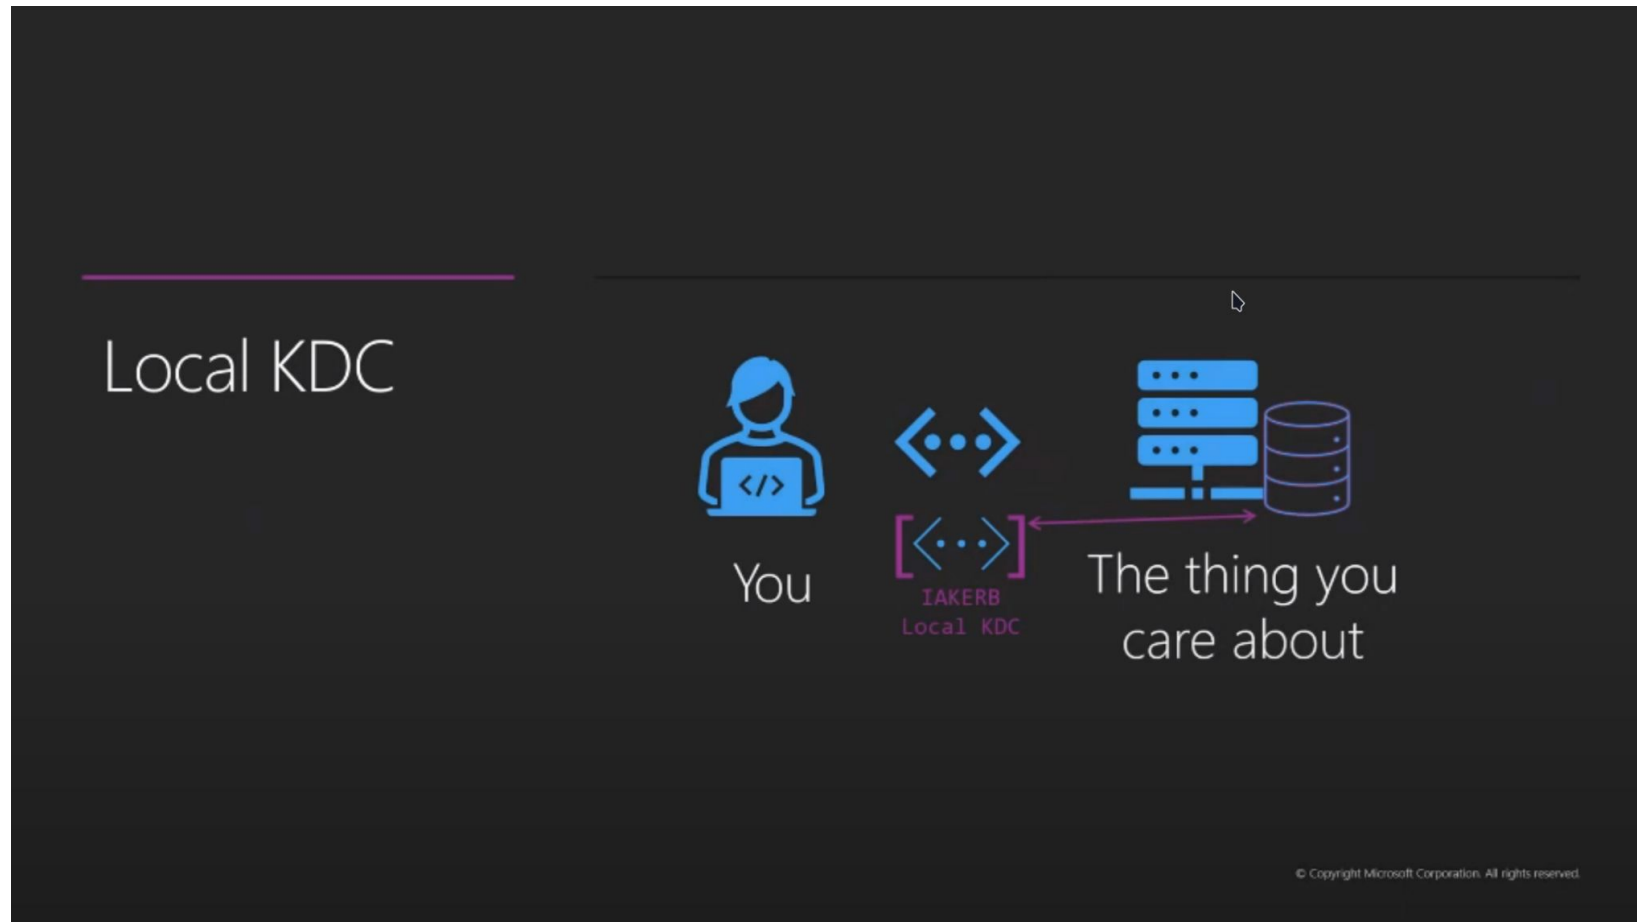 Local KDC
</>
You
IAKERB
Local KDC
The thing you
care about
© Copyright Microsoft Corporation. All rights reserved.